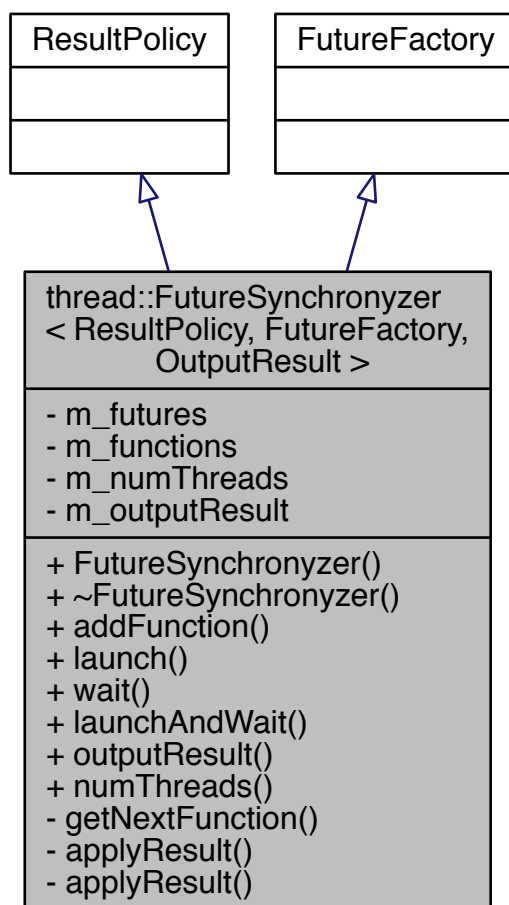 ResultPolicy
FutureFactory
thread::FutureSynchronyzer
< ResultPolicy, FutureFactory,
OutputResult >
- m_futures
- m_functions
- m_numThreads
- m_outputResult
+ FutureSynchronyzer()
+ ~FutureSynchronyzer()
+ addFunction()
+ launch()
+ wait()
+ launchAndWait()
+ outputResult()
+ numThreads()
- getNextFunction()
- applyResult()
- applyResult()